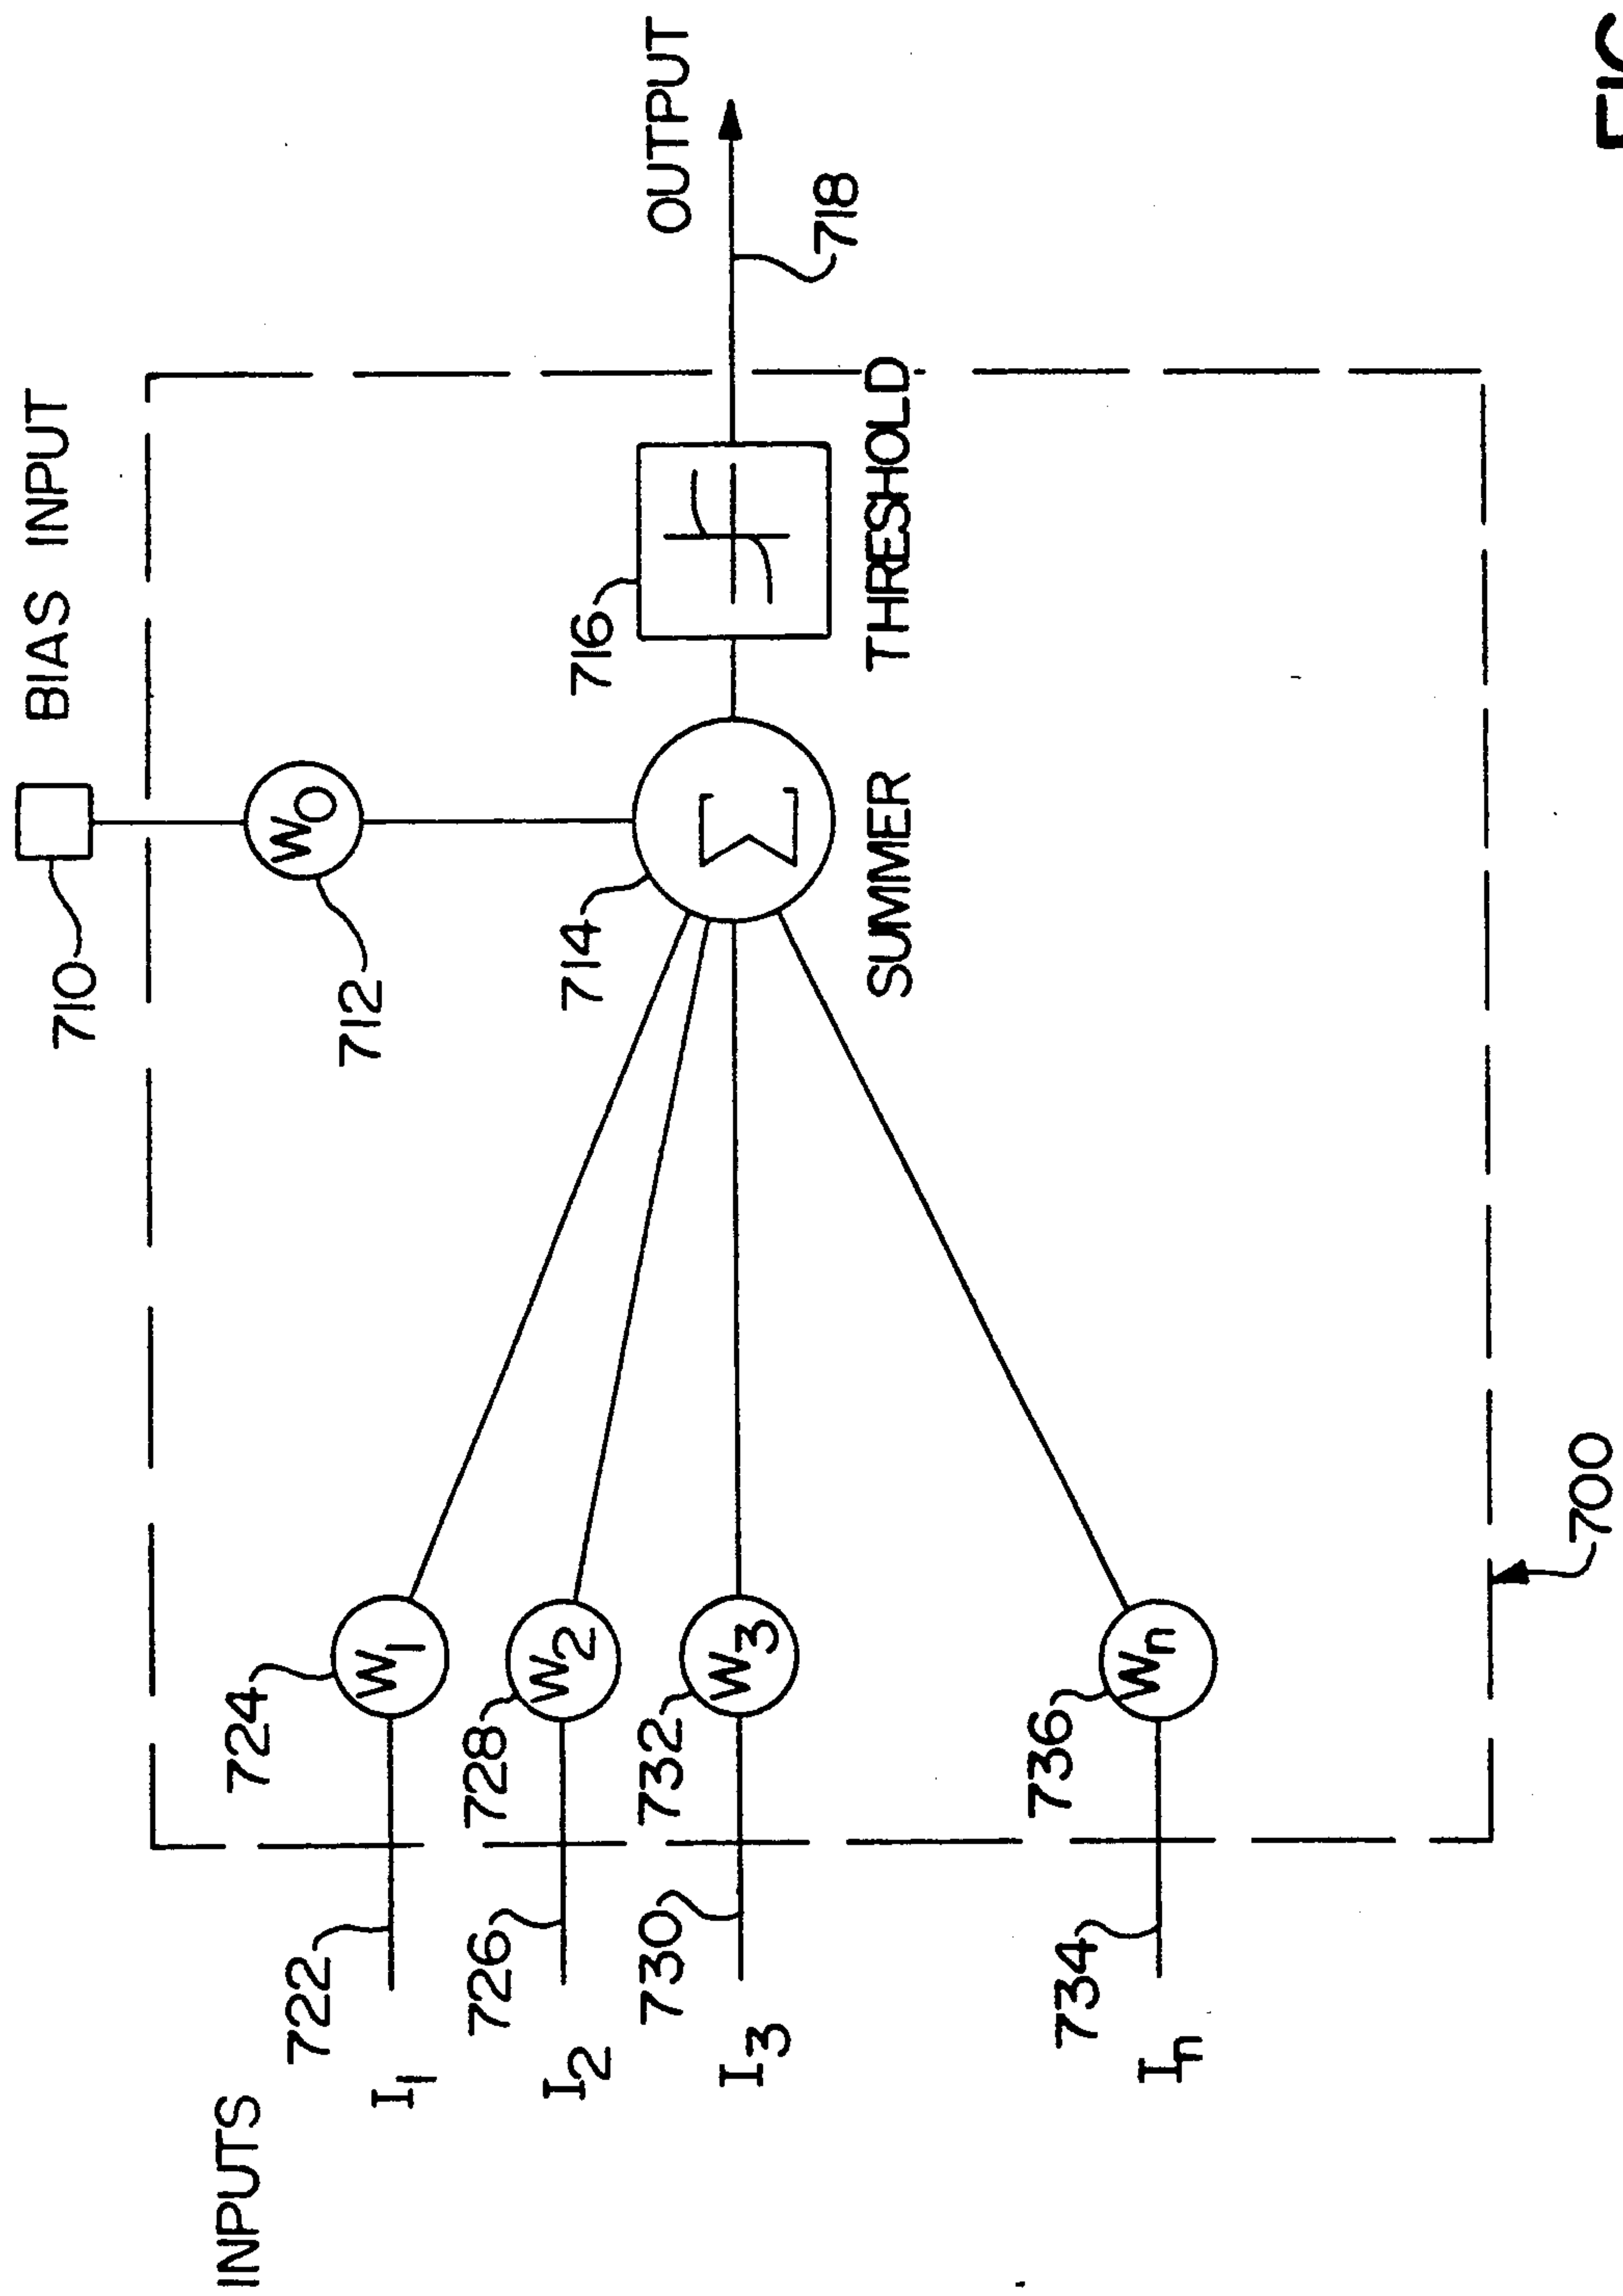 710
BIAS INPUT
712
W0
INPUTS
I1
722
724
W1
I2
726
728
W2
714
Σ
716
OUTPUT
718
I3
730
732
W3
SUMMER
THRESHOLD
In
734
736
Wn
700